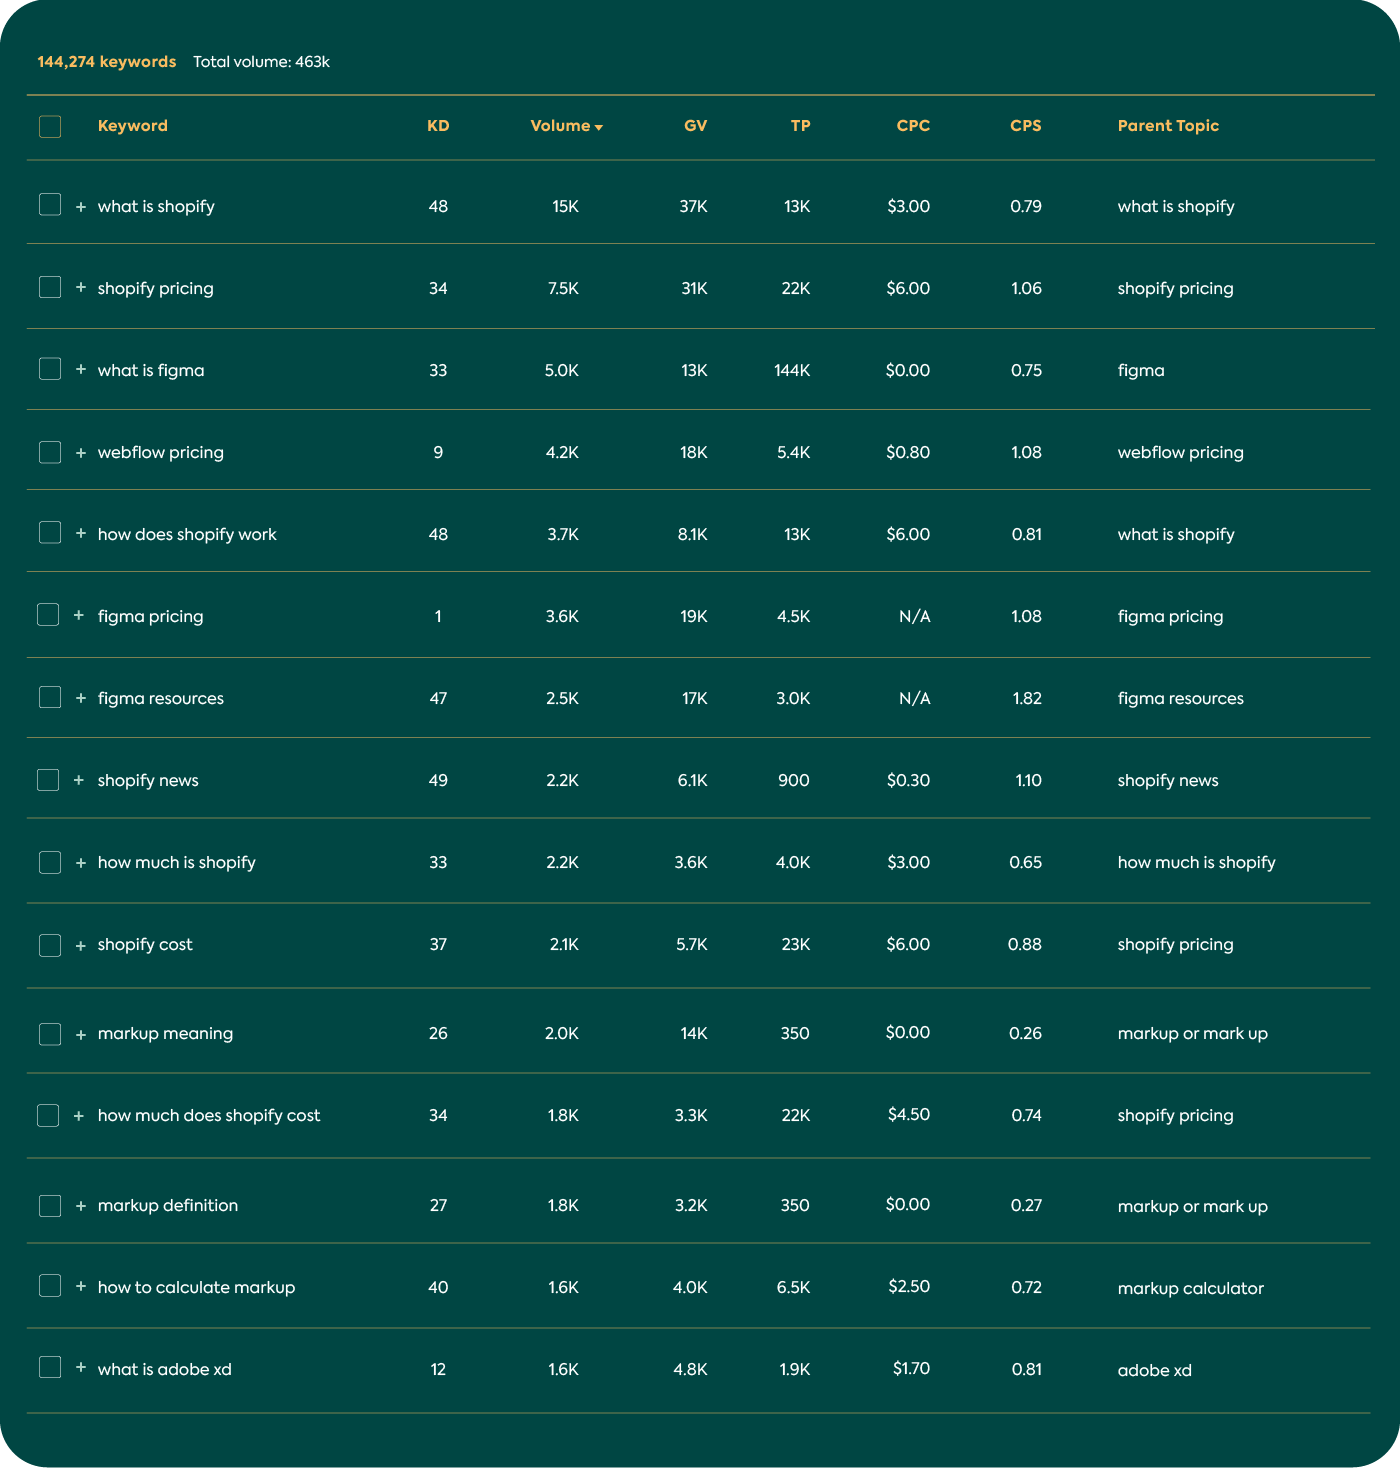 144,274 keywords Total volume: 463k
Keyword KD Volume GV TP CPC CPS Parent Topic
+ what is shopify 48 15K 37K 13K $3.00 0.79 what is shopify
+ shopify pricing 34 7.5K 31K 22K $6.00 1.06 shopify pricing
+ what is figma 33 5.0K 13K 144K $0.00 0.75 figma
+ webflow pricing 9 4.2K 18K 5.4K $0.80 1.08 webflow pricing
+ how does shopify work 48 3.7K 8.1K 13K $6.00 0.81 what is shopify
+ figma pricing 1 3.6K 19K 4.5K N/A 1.08 figma pricing
+ figma resources 47 2.5K 17K 3.0K N/A 1.82 figma resources
+ shopify news 49 2.2K 6.1K 900 $0.30 1.10 shopify news
+ how much is shopify 33 2.2K 3.6K 4.0K $3.00 0.65 how much is shopify
+ shopify cost 37 2.1K 5.7K 23K $6.00 0.88 shopify pricing
+ markup meaning 26 2.0K 14K 350 $0.00 0.26 markup or mark up
+ how much does shopify cost 34 1.8K 3.3K 22K $4.50 0.74 shopify pricing
+ markup definition 27 1.8K 3.2K 350 $0.00 0.27 markup or mark up
+ how to calculate markup 40 1.6K 4.0K 6.5K $2.50 0.72 markup calculator
+ what is adobe xd 12 1.6K 4.8K 1.9K $1.70 0.81 adobe xd